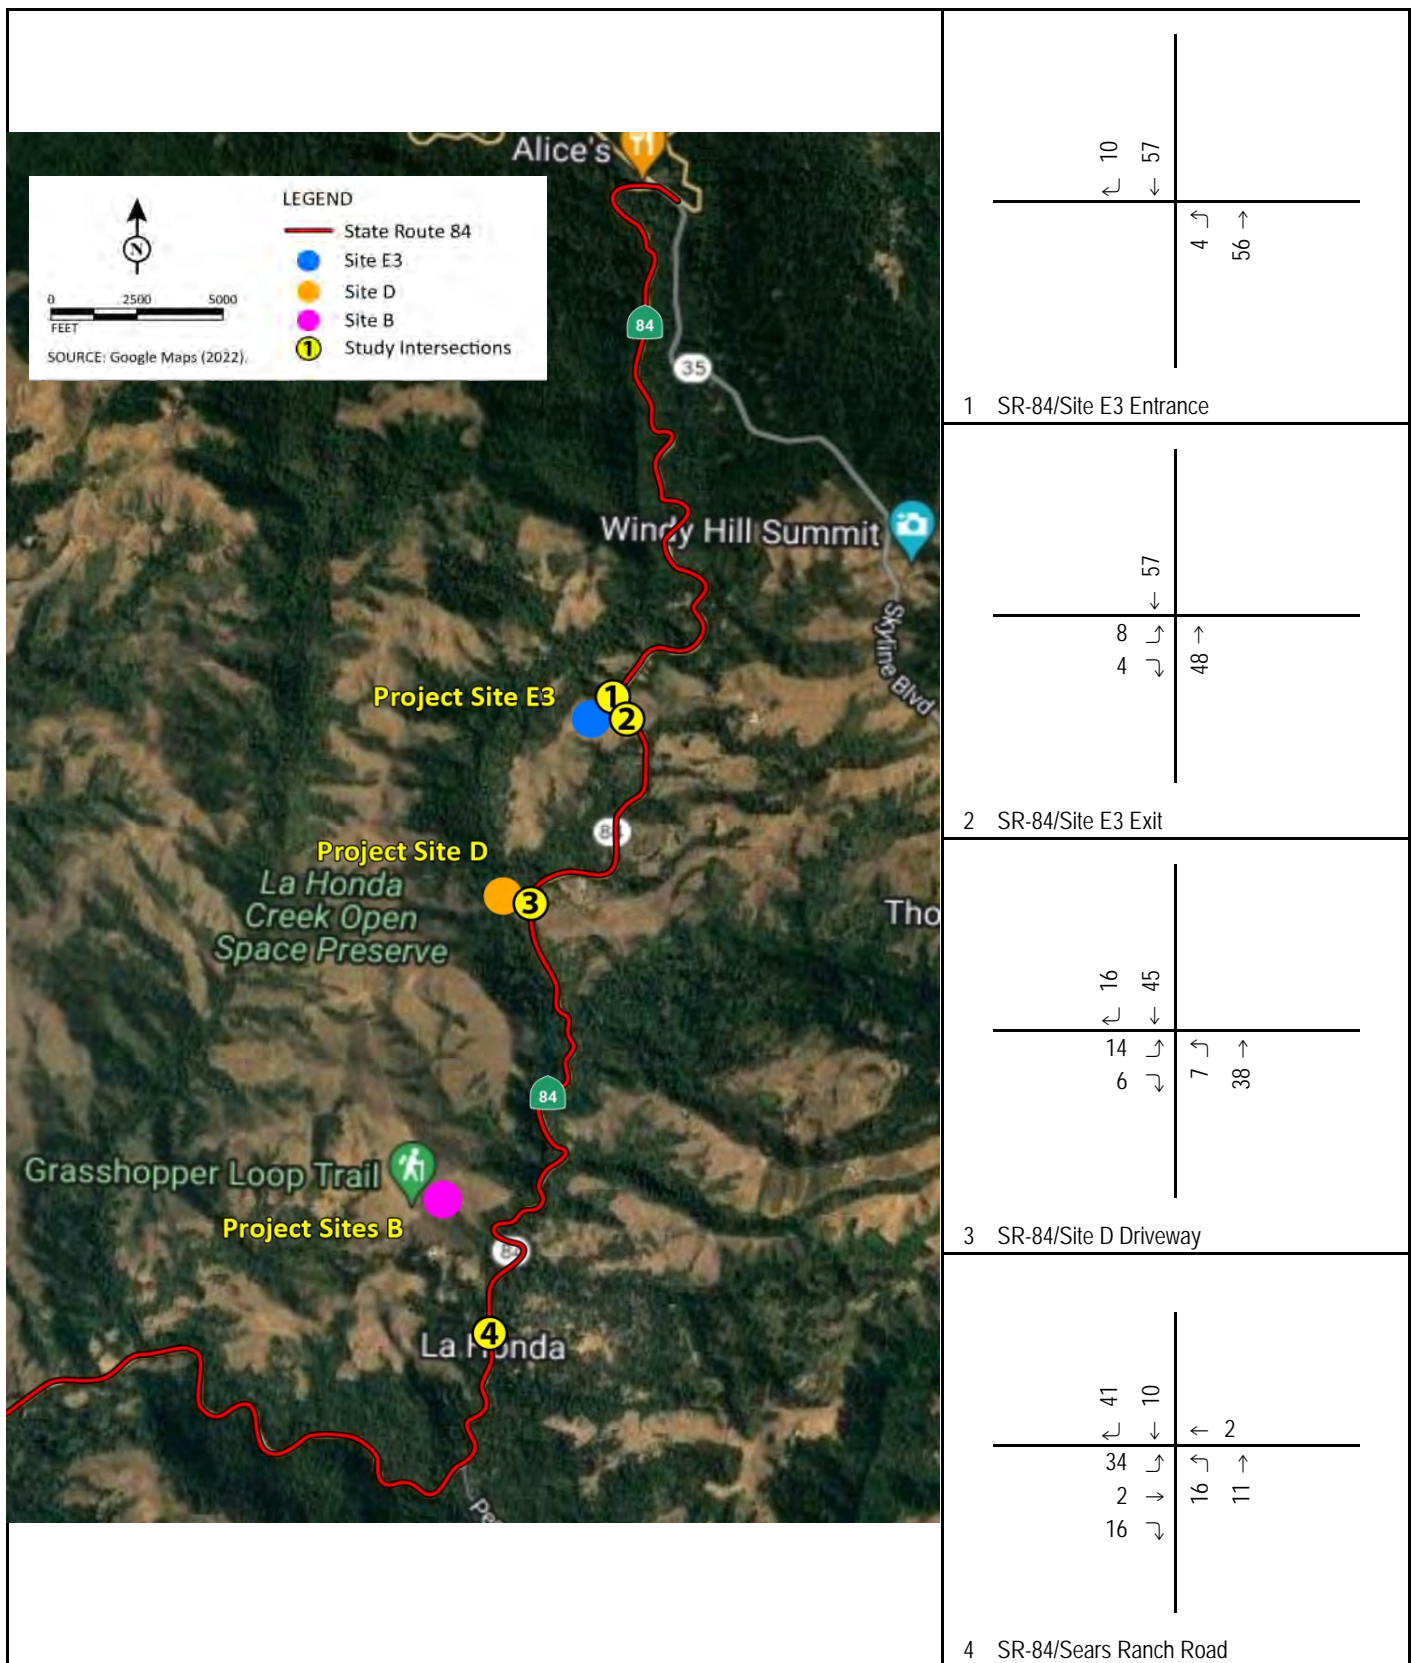 Alice's
LEGEND
State Route 84
Site E3
Site D
Site B
1 Study Intersections
N
0 2500 5000
FEET
SOURCE: Google Maps (2022).
84
35
Windy Hill Summit
Skyline Blvd
Project Site E3
1
2
84
Project Site D
La Honda
Creek Open
Space Preserve
3
Tho
84
Grasshopper Loop Trail
Project Sites B
84
4
La Honda
Pes
10 57
4 56
1 SR-84/Site E3 Entrance
57
8
4 48
2 SR-84/Site E3 Exit
16 45
14
6 7 38
3 SR-84/Site D Driveway
41 10
2
34
2 16 11
16
4 SR-84/Sears Ranch Road